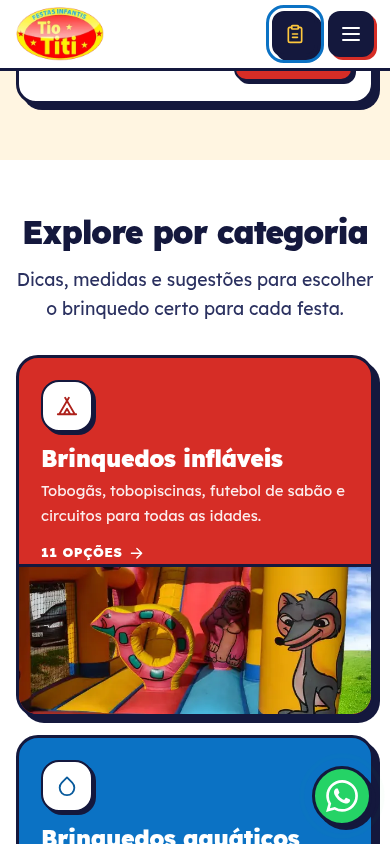 FESTAS INFANTIS
Tio
Titi
Explore por categoria
Dicas, medidas e sugestões para escolher
o brinquedo certo para cada festa.
Brinquedos infláveis
Tobogãs, tobopiscinas, futebol de sabão e
circuitos para todas as idades.
11 OPÇÕES →
Brinquedos aquáticos